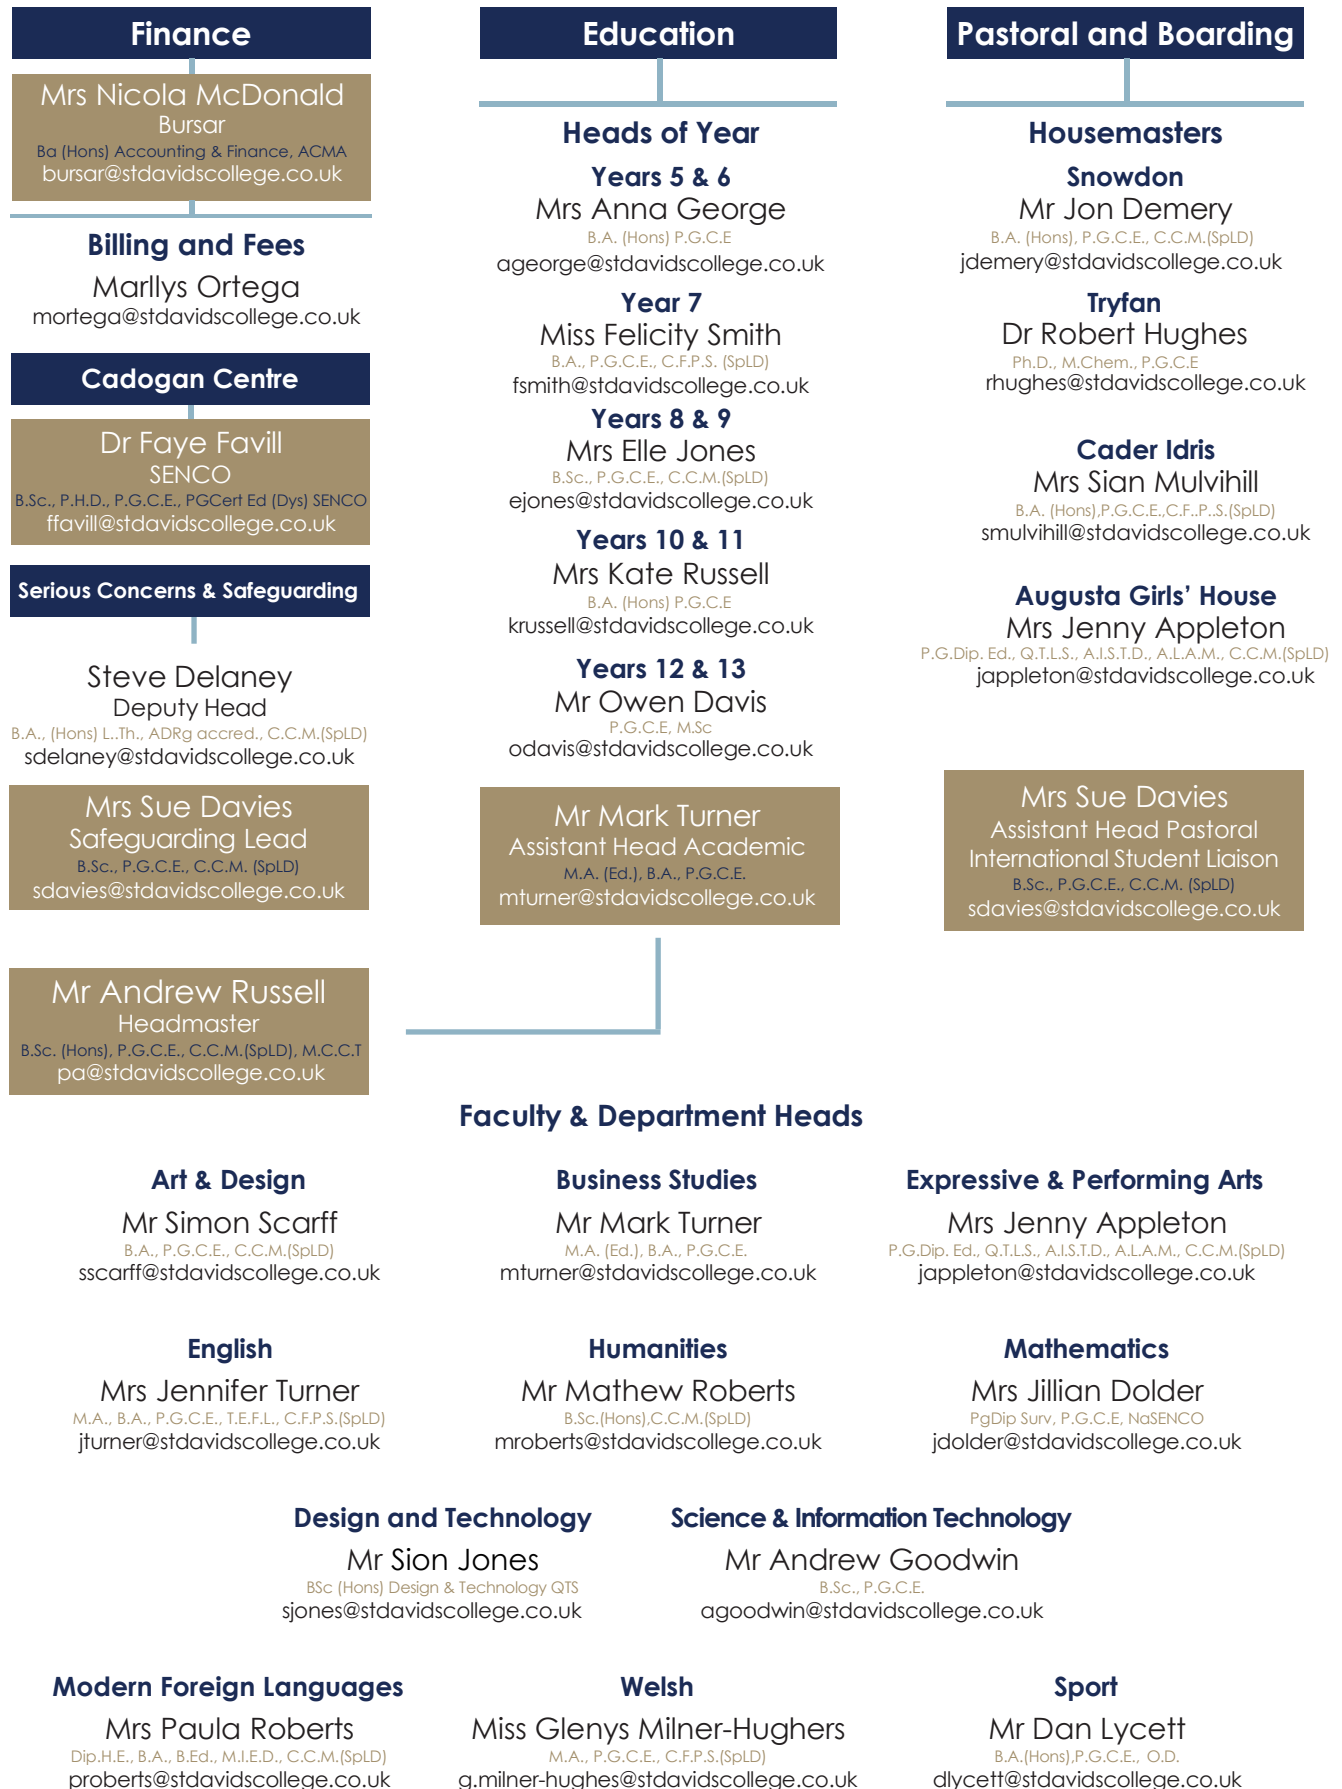 Finance
Mrs Nicola McDonald
Bursar
Ba (Hons) Accounting & Finance, ACMA
bursar@stdavidscollege.co.uk
Billing and Fees
Marllys Ortega
mortega@stdavidscollege.co.uk
Cadogan Centre
Dr Faye Favill
SENCO
B.Sc., P.H.D., P.G.C.E., PGCert Ed (Dys) SENCO
ffavill@stdavidscollege.co.uk
Serious Concerns & Safeguarding
Steve Delaney
Deputy Head
B.A., (Hons) L..Th., ADRg accred., C.C.M.(SpLD)
sdelaney@stdavidscollege.co.uk
Mrs Sue Davies
Safeguarding Lead
B.Sc., P.G.C.E., C.C.M. (SpLD)
sdavies@stdavidscollege.co.uk
Mr Andrew Russell
Headmaster
B.Sc. (Hons), P.G.C.E., C.C.M.(SpLD), M.C.C.T
pa@stdavidscollege.co.uk
Education
Heads of Year
Years 5 & 6
Mrs Anna George
B.A. (Hons) P.G.C.E
ageorge@stdavidscollege.co.uk
Year 7
Miss Felicity Smith
B.A., P.G.C.E., C.F.P.S. (SpLD)
fsmith@stdavidscollege.co.uk
Years 8 & 9
Mrs Elle Jones
B.Sc., P.G.C.E., C.C.M.(SpLD)
ejones@stdavidscollege.co.uk
Years 10 & 11
Mrs Kate Russell
B.A. (Hons) P.G.C.E
krussell@stdavidscollege.co.uk
Years 12 & 13
Mr Owen Davis
P.G.C.E, M.Sc
odavis@stdavidscollege.co.uk
Mr Mark Turner
Assistant Head Academic
M.A. (Ed.), B.A., P.G.C.E.
mturner@stdavidscollege.co.uk
Pastoral and Boarding
Housemasters
Snowdon
Mr Jon Demery
B.A. (Hons), P.G.C.E., C.C.M.(SpLD)
jdemery@stdavidscollege.co.uk
Tryfan
Dr Robert Hughes
Ph.D., M.Chem., P.G.C.E
rhughes@stdavidscollege.co.uk
Cader Idris
Mrs Sian Mulvihill
B.A. (Hons),P.G.C.E.,C.F..P..S.(SpLD)
smulvihill@stdavidscollege.co.uk
Augusta Girls’ House
Mrs Jenny Appleton
P.G.Dip. Ed., Q.T.L.S., A.I.S.T.D., A.L.A.M., C.C.M.(SpLD)
jappleton@stdavidscollege.co.uk
Mrs Sue Davies
Assistant Head Pastoral
International Student Liaison
B.Sc., P.G.C.E., C.C.M. (SpLD)
sdavies@stdavidscollege.co.uk
Faculty & Department Heads
Art & Design
Mr Simon Scarff
B.A., P.G.C.E., C.C.M.(SpLD)
sscarff@stdavidscollege.co.uk
Business Studies
Mr Mark Turner
M.A. (Ed.), B.A., P.G.C.E.
mturner@stdavidscollege.co.uk
Expressive & Performing Arts
Mrs Jenny Appleton
P.G.Dip. Ed., Q.T.L.S., A.I.S.T.D., A.L.A.M., C.C.M.(SpLD)
jappleton@stdavidscollege.co.uk
English
Mrs Jennifer Turner
M.A., B.A., P.G.C.E., T.E.F.L., C.F.P.S.(SpLD)
jturner@stdavidscollege.co.uk
Humanities
Mr Mathew Roberts
B.Sc.(Hons),C.C.M.(SpLD)
mroberts@stdavidscollege.co.uk
Mathematics
Mrs Jillian Dolder
PgDip Surv, P.G.C.E, NaSENCO
jdolder@stdavidscollege.co.uk
Design and Technology
Mr Sion Jones
BSc (Hons) Design & Technology QTS
sjones@stdavidscollege.co.uk
Science & Information Technology
Mr Andrew Goodwin
B.Sc., P.G.C.E.
agoodwin@stdavidscollege.co.uk
Modern Foreign Languages
Mrs Paula Roberts
Dip.H.E., B.A., B.Ed., M.I.E.D., C.C.M.(SpLD)
proberts@stdavidscollege.co.uk
Welsh
Miss Glenys Milner-Hughers
M.A., P.G.C.E., C.F.P.S.(SpLD)
g.milner-hughes@stdavidscollege.co.uk
Sport
Mr Dan Lycett
B.A.(Hons),P.G.C.E., O.D.
dlycett@stdavidscollege.co.uk